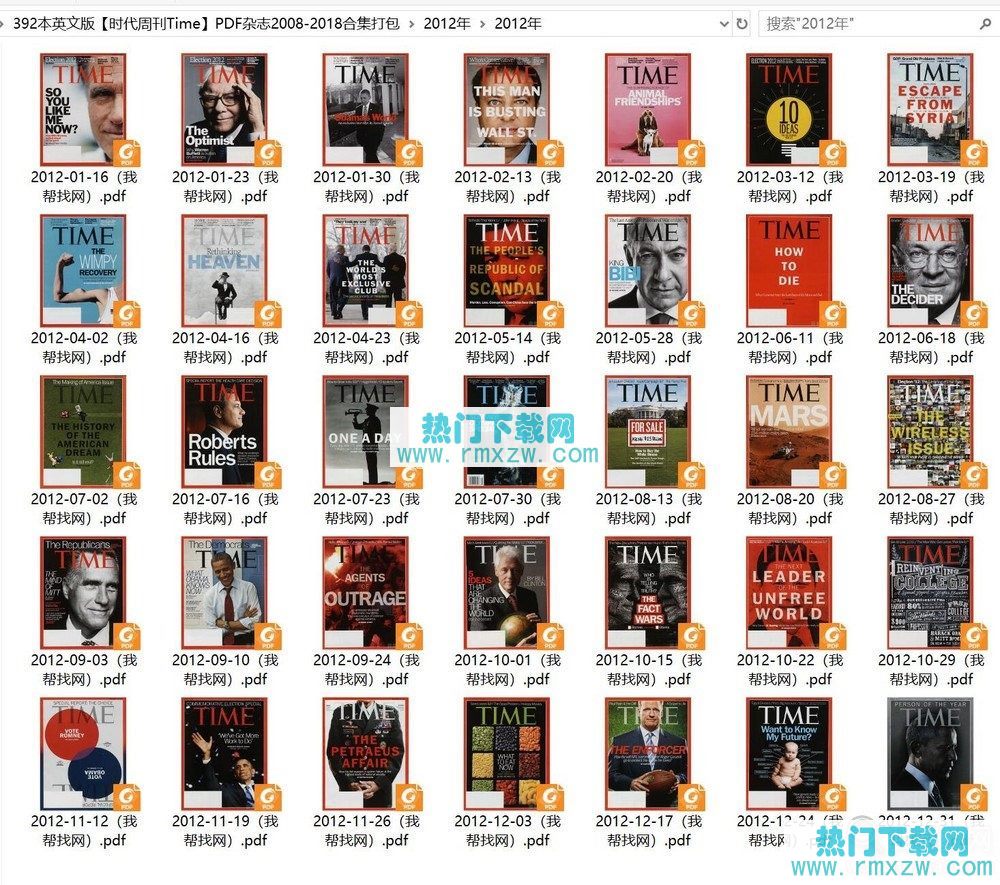 392本英文版【时代周刊Time】PDF杂志2008-2018合集打包 > 2012年 > 2012年
搜索"2012年"
TIME
SO YOU
LIKE
ME
NOW?
2012-01-16（我
帮找网）.pdf
TIME
The
Optimist
2012-01-23（我
帮找网）.pdf
TIME
Obama's World
2012-01-30（我
帮找网）.pdf
TIME
THIS MAN
IS BUSTING
WALL ST.
2012-02-13（我
帮找网）.pdf
TIME
ANIMAL
FRIENDSHIPS
2012-02-20（我
帮找网）.pdf
TIME
10
IDEAS
2012-03-12（我
帮找网）.pdf
TIME
ESCAPE
FROM
SYRIA
2012-03-19（我
帮找网）.pdf
TIME
THE
WIMPY
RECOVERY
2012-04-02（我
帮找网）.pdf
TIME
Rethinking
HEAVEN
2012-04-16（我
帮找网）.pdf
TIME
THE
WORLD'S
MOST
EXCLUSIVE
CLUB
2012-04-23（我
帮找网）.pdf
TIME
THE PEOPLE'S
REPUBLIC OF
SCANDAL
2012-05-14（我
帮找网）.pdf
TIME
KING
BIBI
2012-05-28（我
帮找网）.pdf
TIME
HOW
TO
DIE
2012-06-11（我
帮找网）.pdf
TIME
THE
DECIDER
2012-06-18（我
帮找网）.pdf
The Making of America Issue
TIME
THE HISTORY
OF THE
AMERICAN
DREAM
2012-07-02（我
帮找网）.pdf
TIME
Roberts
Rules
2012-07-16（我
帮找网）.pdf
TIME
ONE A DAY
2012-07-23（我
帮找网）.pdf
TIME
2012-07-30（我
帮找网）.pdf
TIME
FOR SALE
How to Buy the
White House
2012-08-13（我
帮找网）.pdf
TIME
MARS
2012-08-20（我
帮找网）.pdf
TIME
THE
WIRELESS
ISSUE
2012-08-27（我
帮找网）.pdf
热门下载网
www.rmxzw.com
The Republicans
TIME
THE
MIND
OF
MITT
2012-09-03（我
帮找网）.pdf
The Democrats
TIME
WHAT
OBAMA
KNOWS
NOW
2012-09-10（我
帮找网）.pdf
TIME
THE
AGENTS
OF
OUTRAGE
2012-09-24（我
帮找网）.pdf
TIME
5
IDEAS
THAT
ARE
CHANGING
THE
WORLD
BY BILL
CLINTON
2012-10-01（我
帮找网）.pdf
TIME
WHO
IS
TELLING
THE
TRUTH?
THE
FACT
WARS
2012-10-15（我
帮找网）.pdf
TIME
THE NEXT
LEADER
OF THE
UNFREE
WORLD
2012-10-22（我
帮找网）.pdf
TIME
REINVENTING
COLLEGE
2012-10-29（我
帮找网）.pdf
SPECIAL REPORT: THE CHOICE
TIME
VOTE
ROMNEY
VOTE
OBAMA
2012-11-12（我
帮找网）.pdf
COMMEMORATIVE ELECTION SPECIAL
TIME
"We've Got More
Work to Do"
2012-11-19（我
帮找网）.pdf
TIME
THE
PETRAEUS
AFFAIR
2012-11-26（我
帮找网）.pdf
TIME
WHAT
TO EAT
NOW
2012-12-03（我
帮找网）.pdf
TIME
THE ENFORCER
2012-12-17（我
帮找网）.pdf
TIME
Want to Know
My Future?
2012-12-24（我
帮找网）.pdf
PERSON OF THE YEAR
TIME
2012-12-31（我
热门下载网
www.rmxzw.com